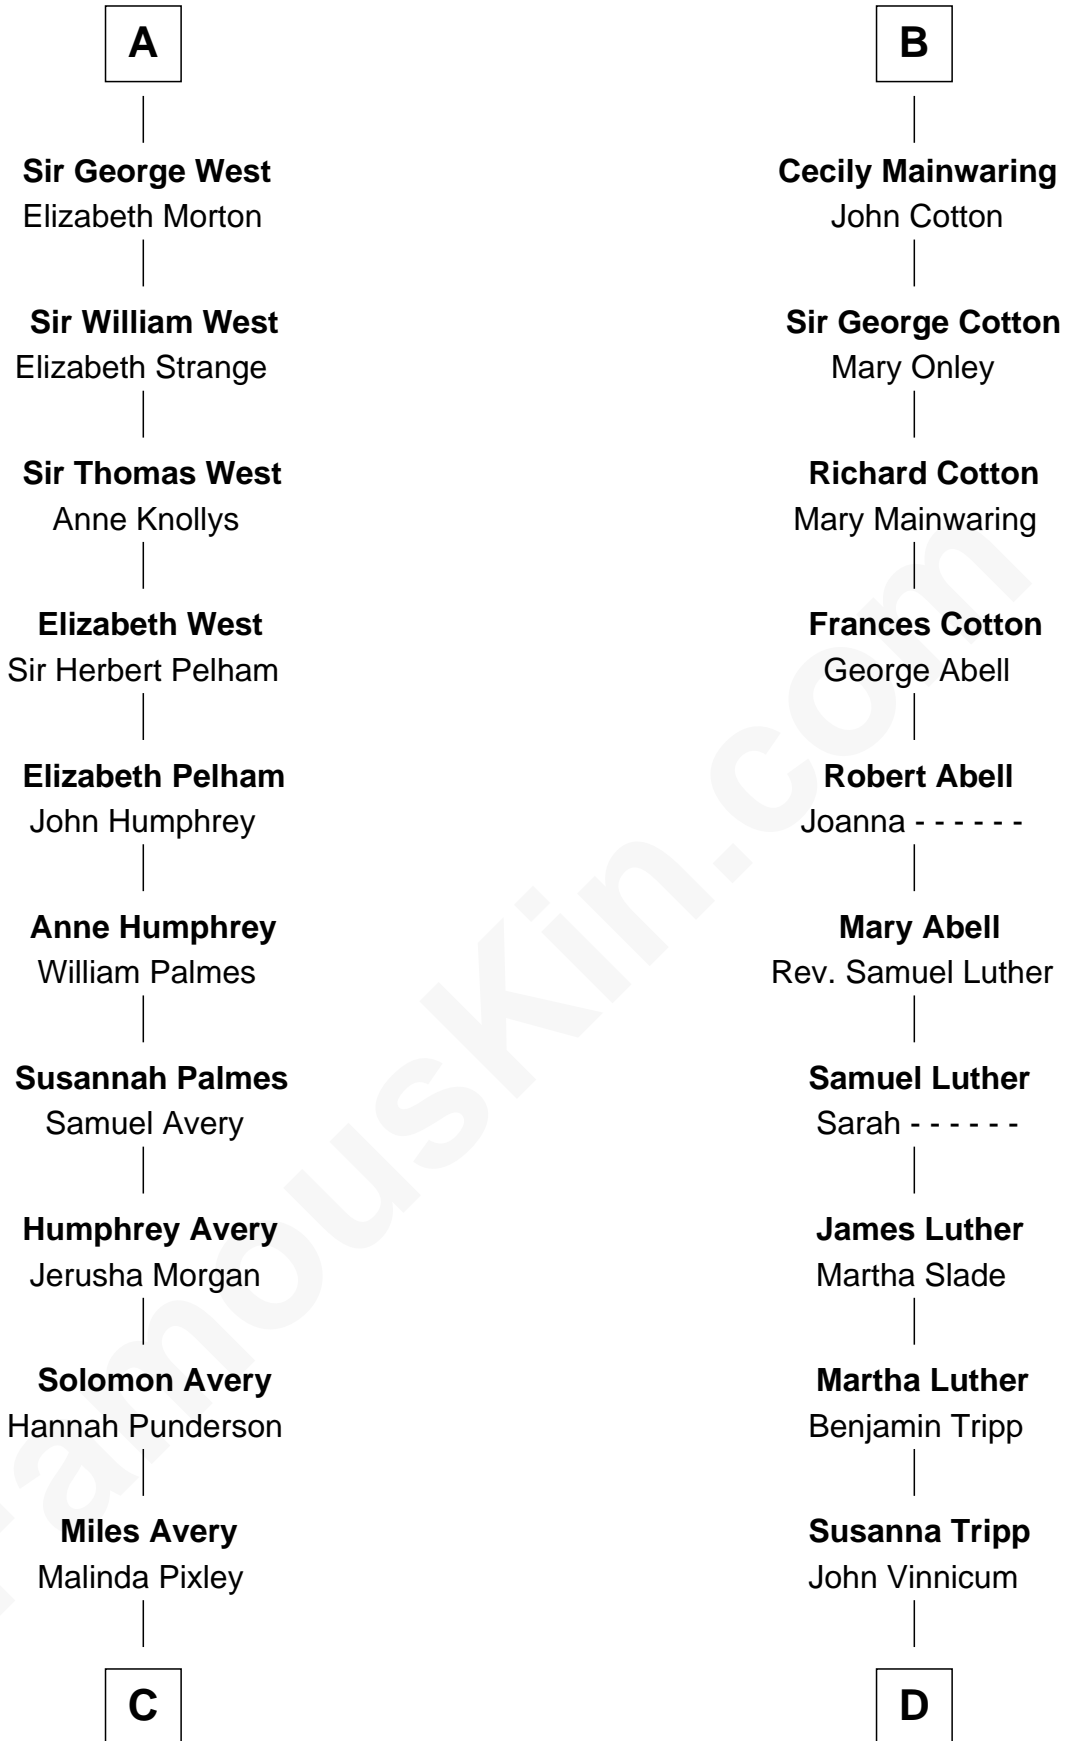 A
Sir George West
Elizabeth Morton
Sir William West
Elizabeth Strange
Sir Thomas West
Anne Knollys
Elizabeth West
Sir Herbert Pelham
Elizabeth Pelham
John Humphrey
Anne Humphrey
William Palmes
Susannah Palmes
Samuel Avery
Humphrey Avery
Jerusha Morgan
Solomon Avery
Hannah Punderson
Miles Avery
Malinda Pixley
C
B
Cecily Mainwaring
John Cotton
Sir George Cotton
Mary Onley
Richard Cotton
Mary Mainwaring
Frances Cotton
George Abell
Robert Abell
Joanna - - - - - -
Mary Abell
Rev. Samuel Luther
Samuel Luther
Sarah - - - - - -
James Luther
Martha Slade
Martha Luther
Benjamin Tripp
Susanna Tripp
John Vinnicum
D
FamousKin.com